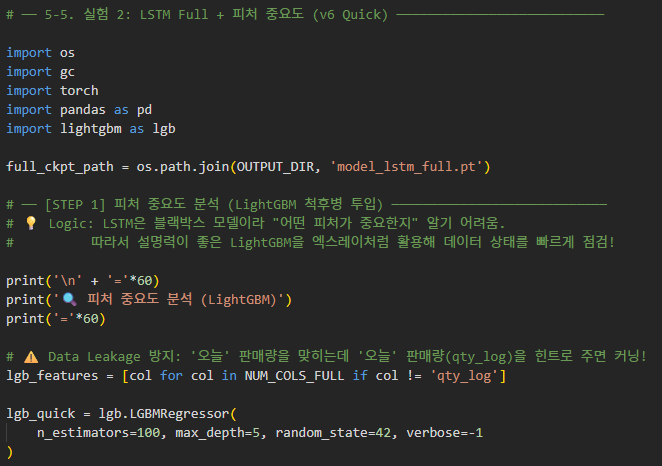 # ── 5-5. 실험 2: LSTM Full + 피처 중요도 (v6 Quick) ──────────────────────────
import os
import gc
import torch
import pandas as pd
import lightgbm as lgb
full_ckpt_path = os.path.join(OUTPUT_DIR, 'model_lstm_full.pt')
# ── [STEP 1] 피처 중요도 분석 (LightGBM 척후병 투입) ───────────────────────────
# 💡 Logic: LSTM은 블랙박스 모델이라 "어떤 피처가 중요한지" 알기 어려움.
#          따라서 설명력이 좋은 LightGBM을 엑스레이처럼 활용해 데이터 상태를 빠르게 점검!
print('\n' + '='*60)
print('🔍 피처 중요도 분석 (LightGBM)')
print('='*60)
# ⚠️ Data Leakage 방지: '오늘' 판매량을 맞히는데 '오늘' 판매량(qty_log)을 힌트로 주면 커닝!
lgb_features = [col for col in NUM_COLS_FULL if col != 'qty_log']
lgb_quick = lgb.LGBMRegressor(
    n_estimators=100, max_depth=5, random_state=42, verbose=-1
)